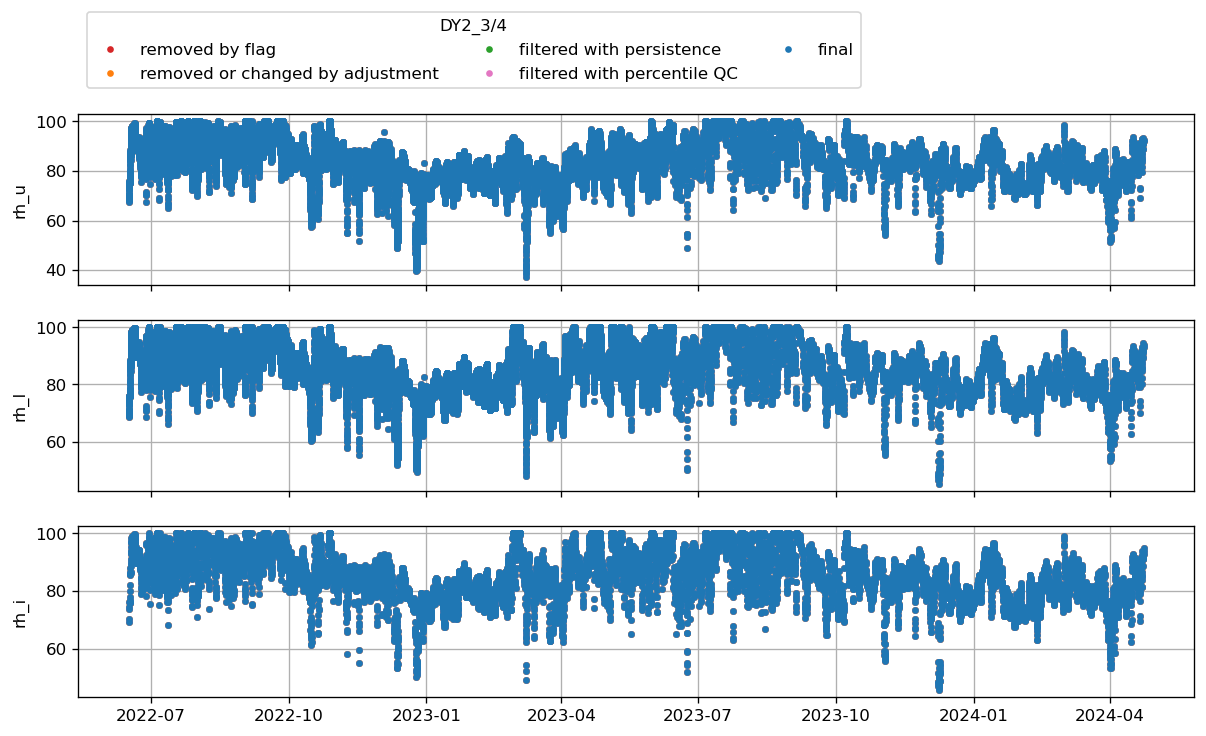 DY2_3/4
removed by flag
filtered with persistence
final
removed or changed by adjustment
filtered with percentile QC
100
80
60
40
rh_u
100
80
60
rh_l
100
80
60
rh_i
2022-07
2022-10
2023-01
2023-04
2023-07
2023-10
2024-01
2024-04